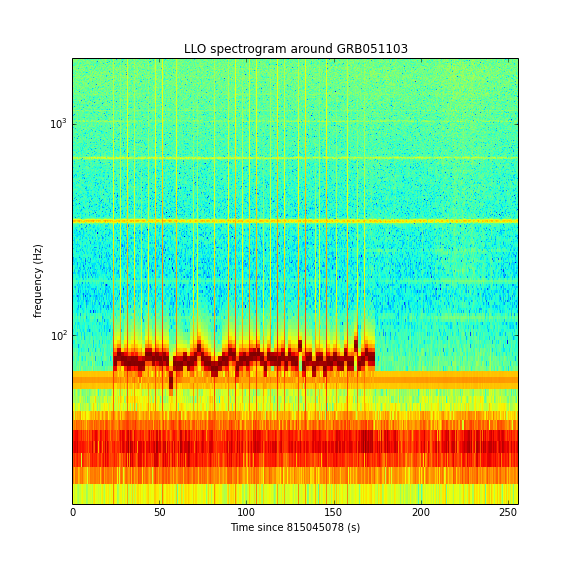 LLO spectrogram around GRB051103
10³
10²
frequency (Hz)
0 50 100 150 200 250
Time since 815045078 (s)